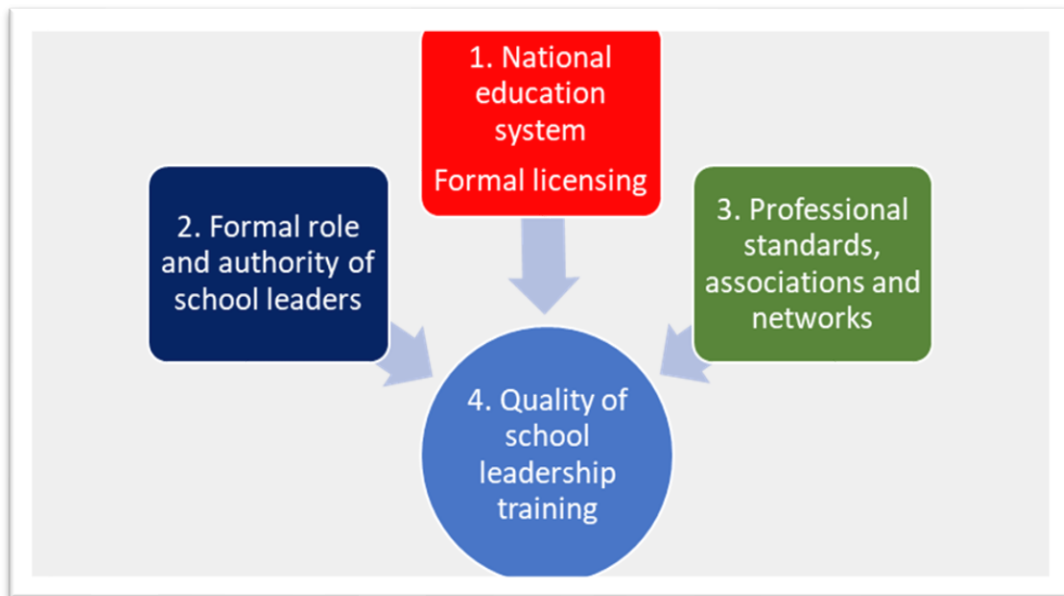 1. National
education
system
Formal licensing
2. Formal role
and authority of
school leaders
3. Professional
standards,
associations and
networks
4. Quality of
school
leadership
training